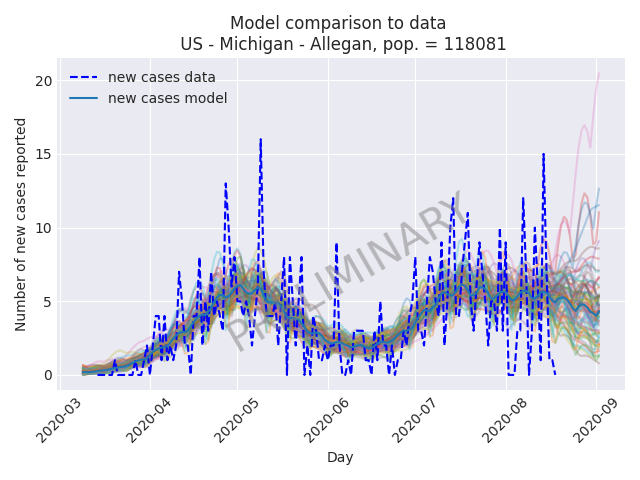 Model comparison to data
US - Michigan - Allegan, pop. = 118081
new cases data
new cases model
PRELIMINARY
Number of new cases reported
20
15
10
5
0
2020-03
2020-04
2020-05
2020-06
2020-07
2020-08
2020-09
Day